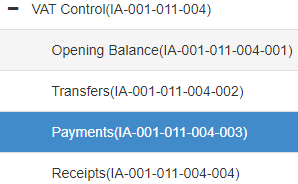 VAT Control(IA-001-011-004)
Opening Balance(IA-001-011-004-001)
Transfers(IA-001-011-004-002)
Payments(IA-001-011-004-003)
Receipts(IA-001-011-004-004)